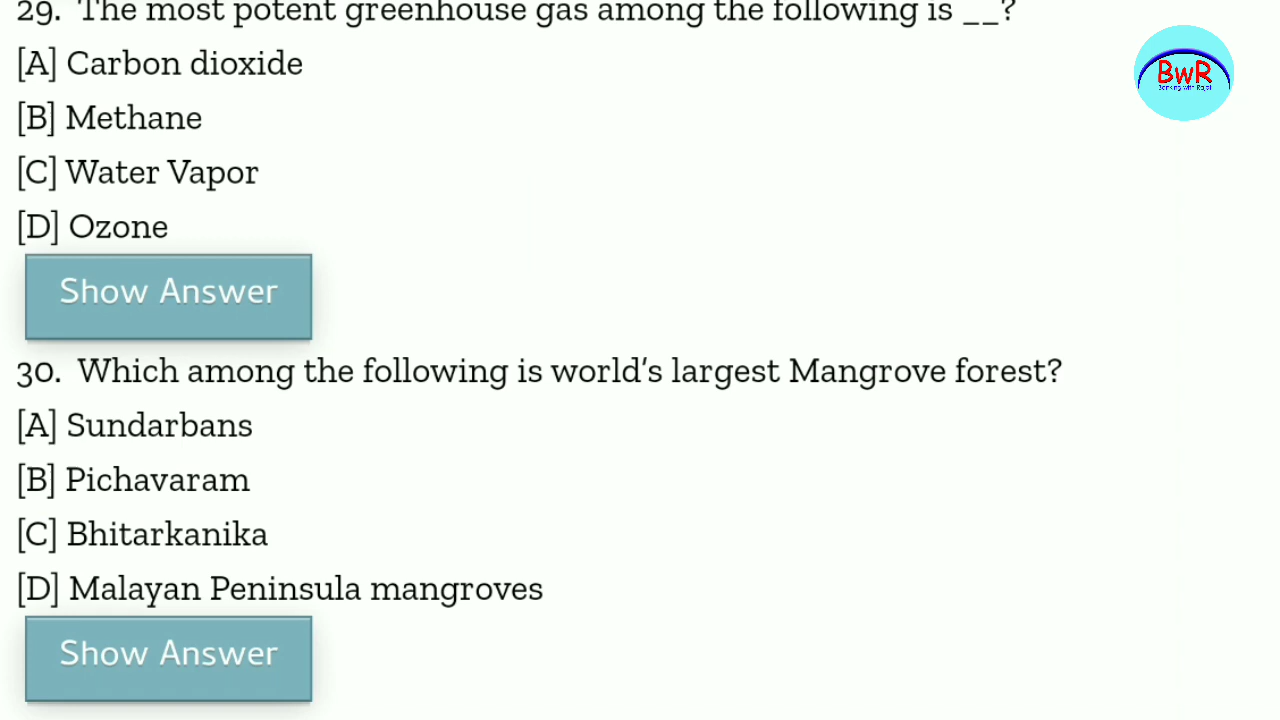 29. The most potent greenhouse gas among the following is __?
[A] Carbon dioxide
[B] Methane
[C] Water Vapor
[D] Ozone
Show Answer
30. Which among the following is world's largest Mangrove forest?
[A] Sundarbans
[B] Pichavaram
[C] Bhitarkanika
[D] Malayan Peninsula mangroves
Show Answer
BwR